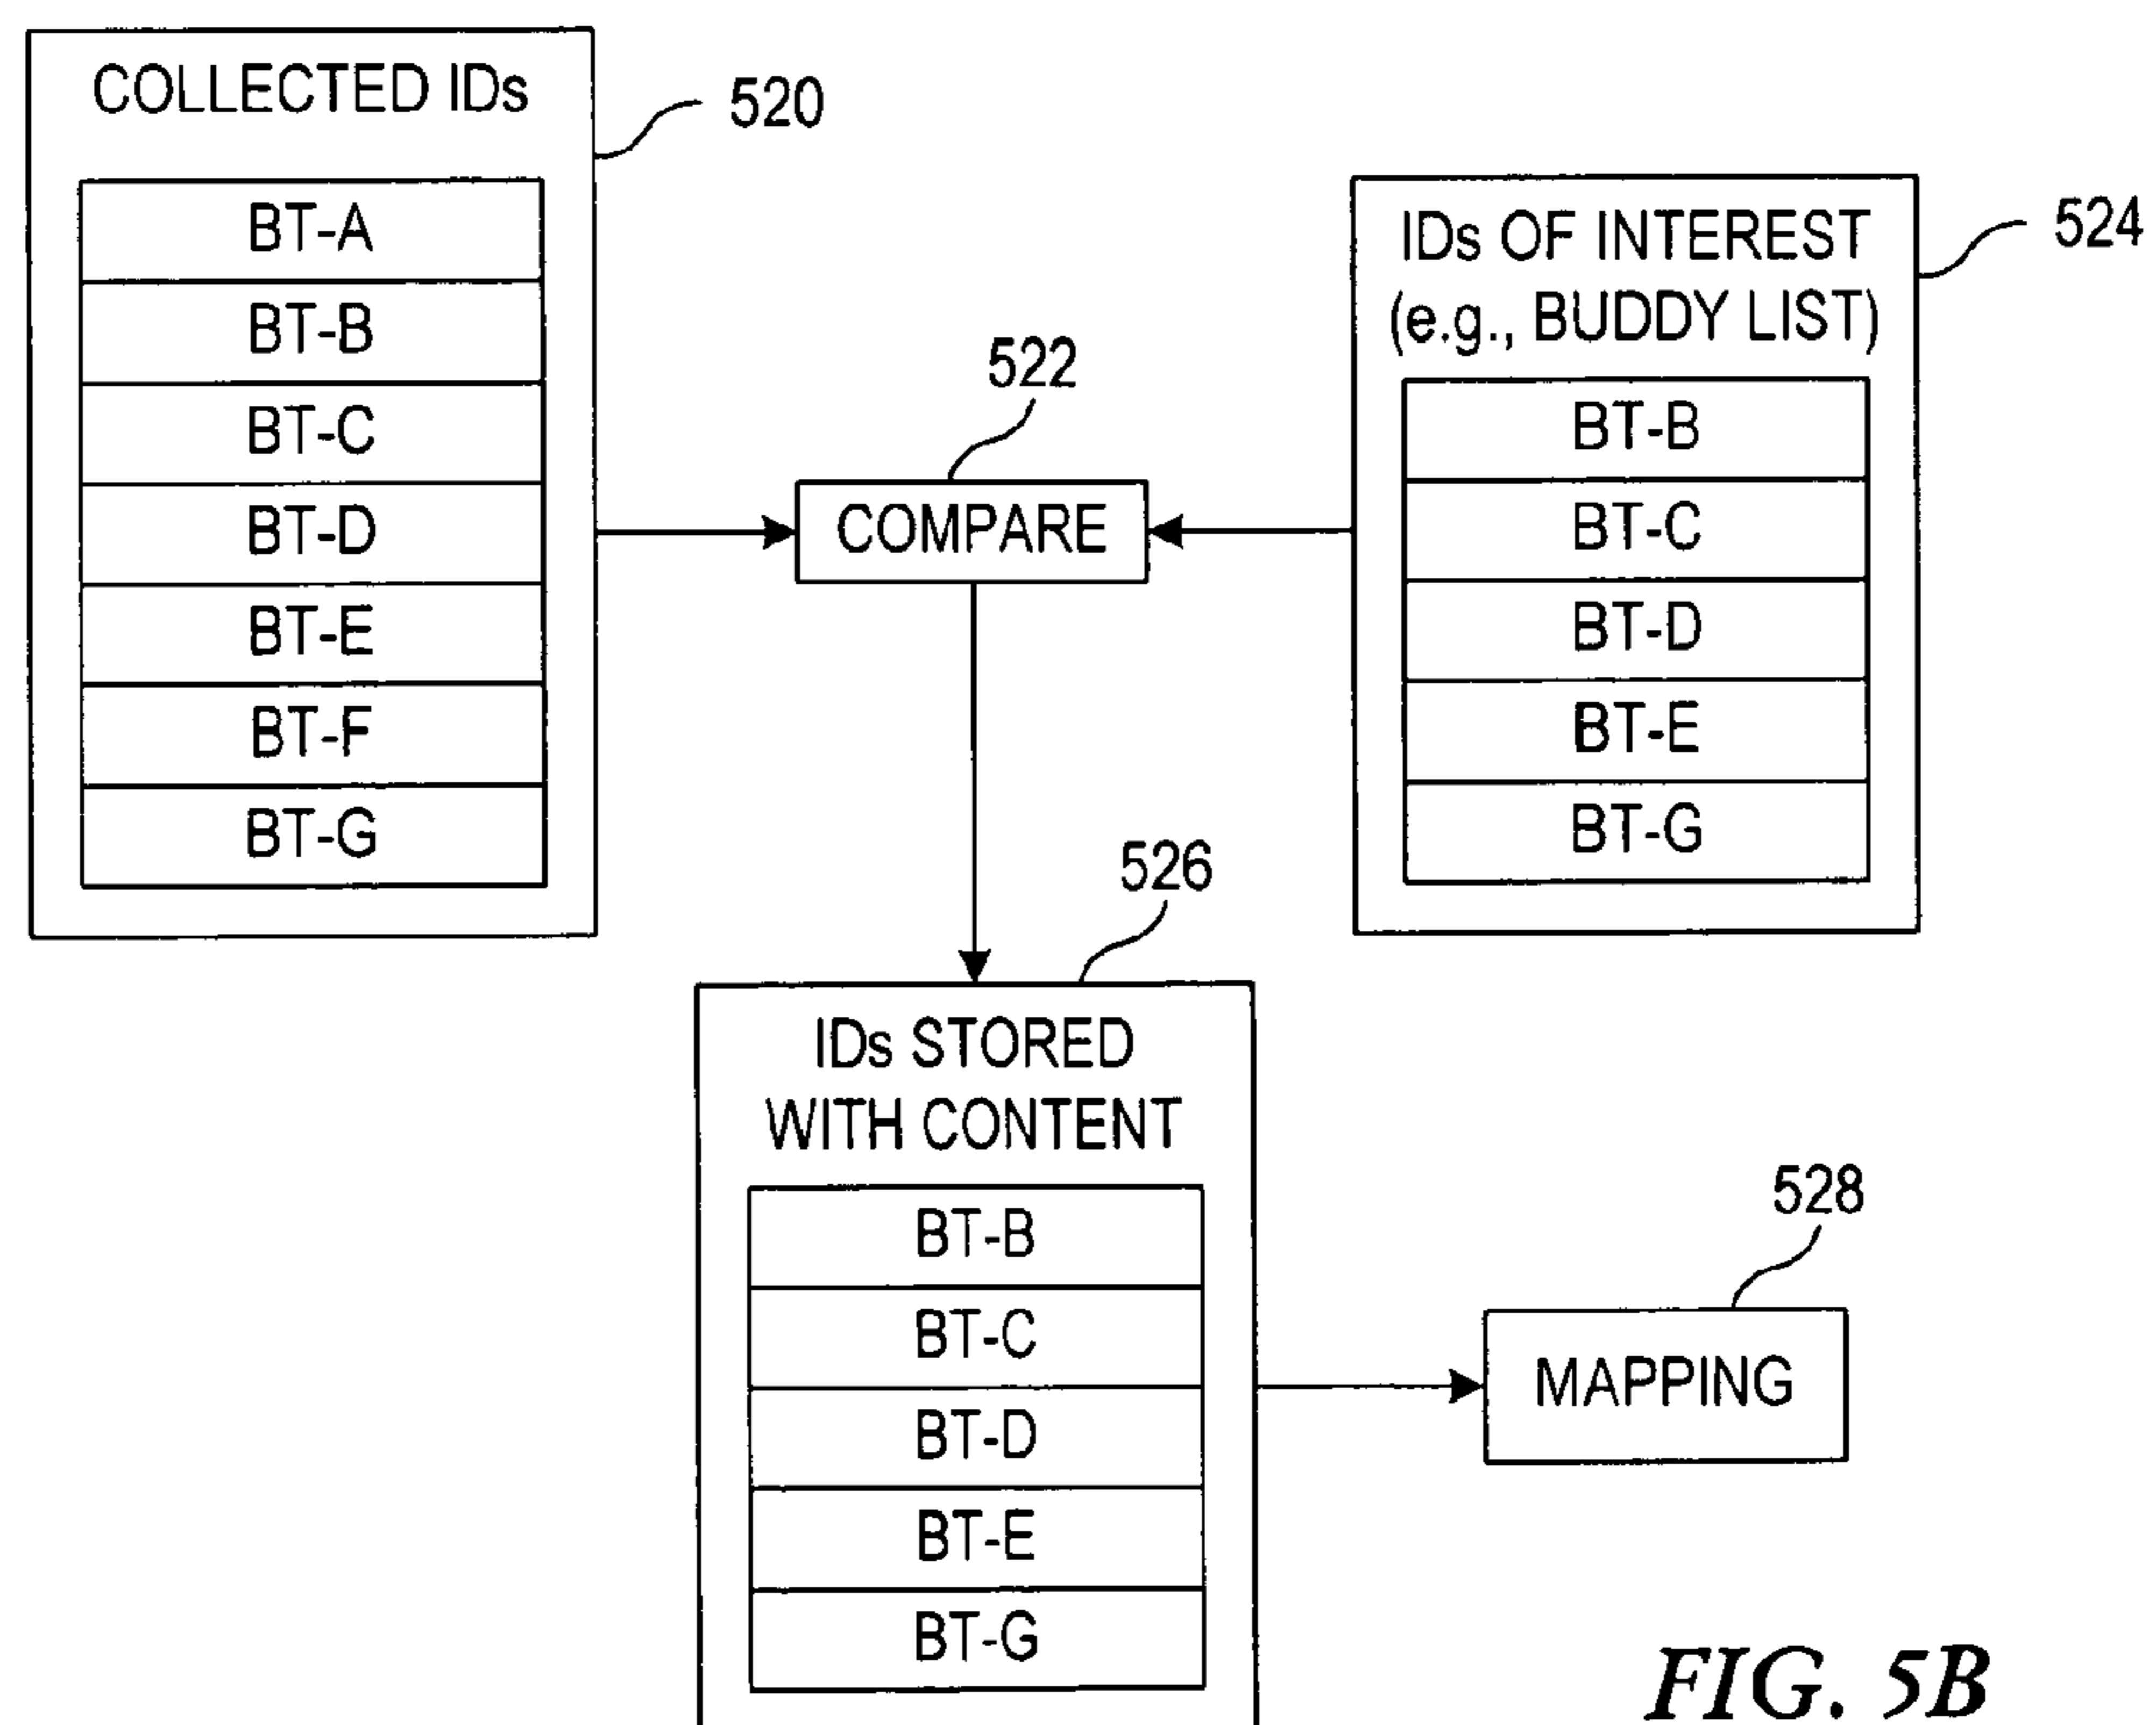 COLLECTED IDs
520
BT-A
BT-B
BT-C
BT-D
BT-E
BT-F
BT-G
522
COMPARE
IDs OF INTEREST
(e.g., BUDDY LIST)
524
BT-B
BT-C
BT-D
BT-E
BT-G
526
IDs STORED
WITH CONTENT
BT-B
BT-C
BT-D
BT-E
BT-G
528
MAPPING
FIG. 5B